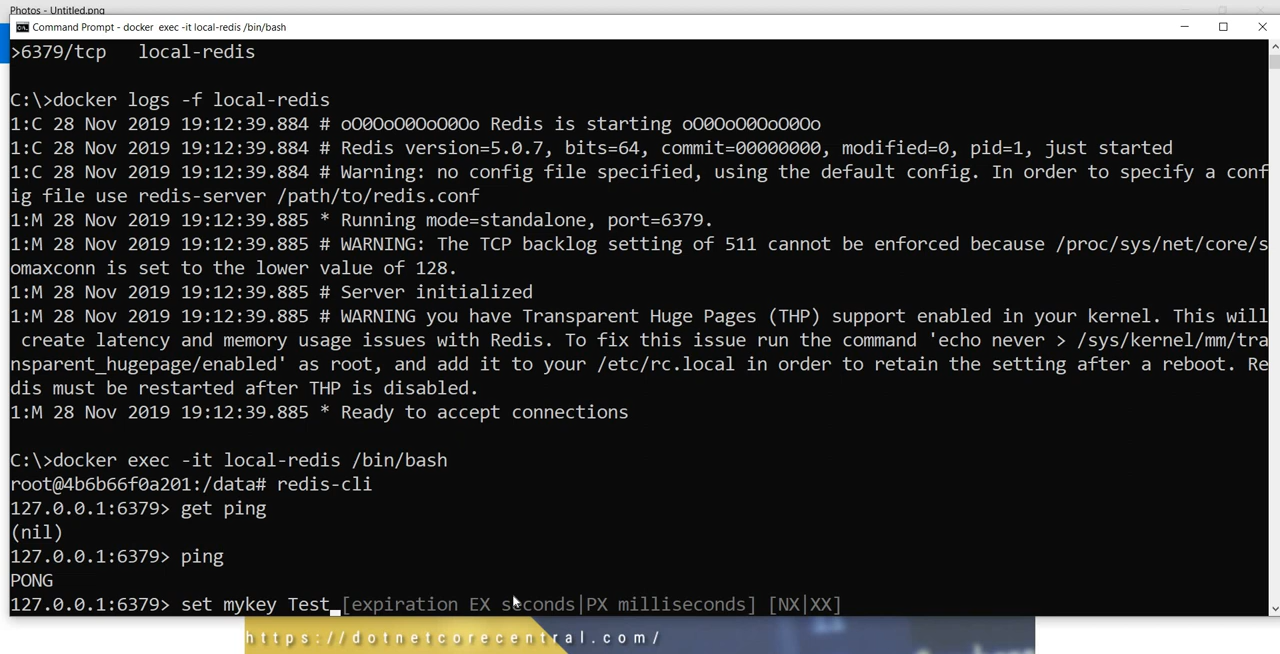 Photos - Untitled.png
Command Prompt - docker  exec -it local-redis /bin/bash
>6379/tcp   local-redis
C:\>docker logs -f local-redis
1:C 28 Nov 2019 19:12:39.884 # oO0OoO0OoO0Oo Redis is starting oO0OoO0OoO0Oo
1:C 28 Nov 2019 19:12:39.884 # Redis version=5.0.7, bits=64, commit=00000000, modified=0, pid=1, just started
1:C 28 Nov 2019 19:12:39.884 # Warning: no config file specified, using the default config. In order to specify a conf
ig file use redis-server /path/to/redis.conf
1:M 28 Nov 2019 19:12:39.885 * Running mode=standalone, port=6379.
1:M 28 Nov 2019 19:12:39.885 # WARNING: The TCP backlog setting of 511 cannot be enforced because /proc/sys/net/core/s
omaxconn is set to the lower value of 128.
1:M 28 Nov 2019 19:12:39.885 # Server initialized
1:M 28 Nov 2019 19:12:39.885 # WARNING you have Transparent Huge Pages (THP) support enabled in your kernel. This will
 create latency and memory usage issues with Redis. To fix this issue run the command 'echo never > /sys/kernel/mm/tra
nsparent_hugepage/enabled' as root, and add it to your /etc/rc.local in order to retain the setting after a reboot. Re
dis must be restarted after THP is disabled.
1:M 28 Nov 2019 19:12:39.885 * Ready to accept connections
C:\>docker exec -it local-redis /bin/bash
root@4b6b66f0a201:/data# redis-cli
127.0.0.1:6379> get ping
(nil)
127.0.0.1:6379> ping
PONG
127.0.0.1:6379> set mykey Test [expiration EX seconds|PX milliseconds] [NX|XX]
https://dotnetcorecentral.com/